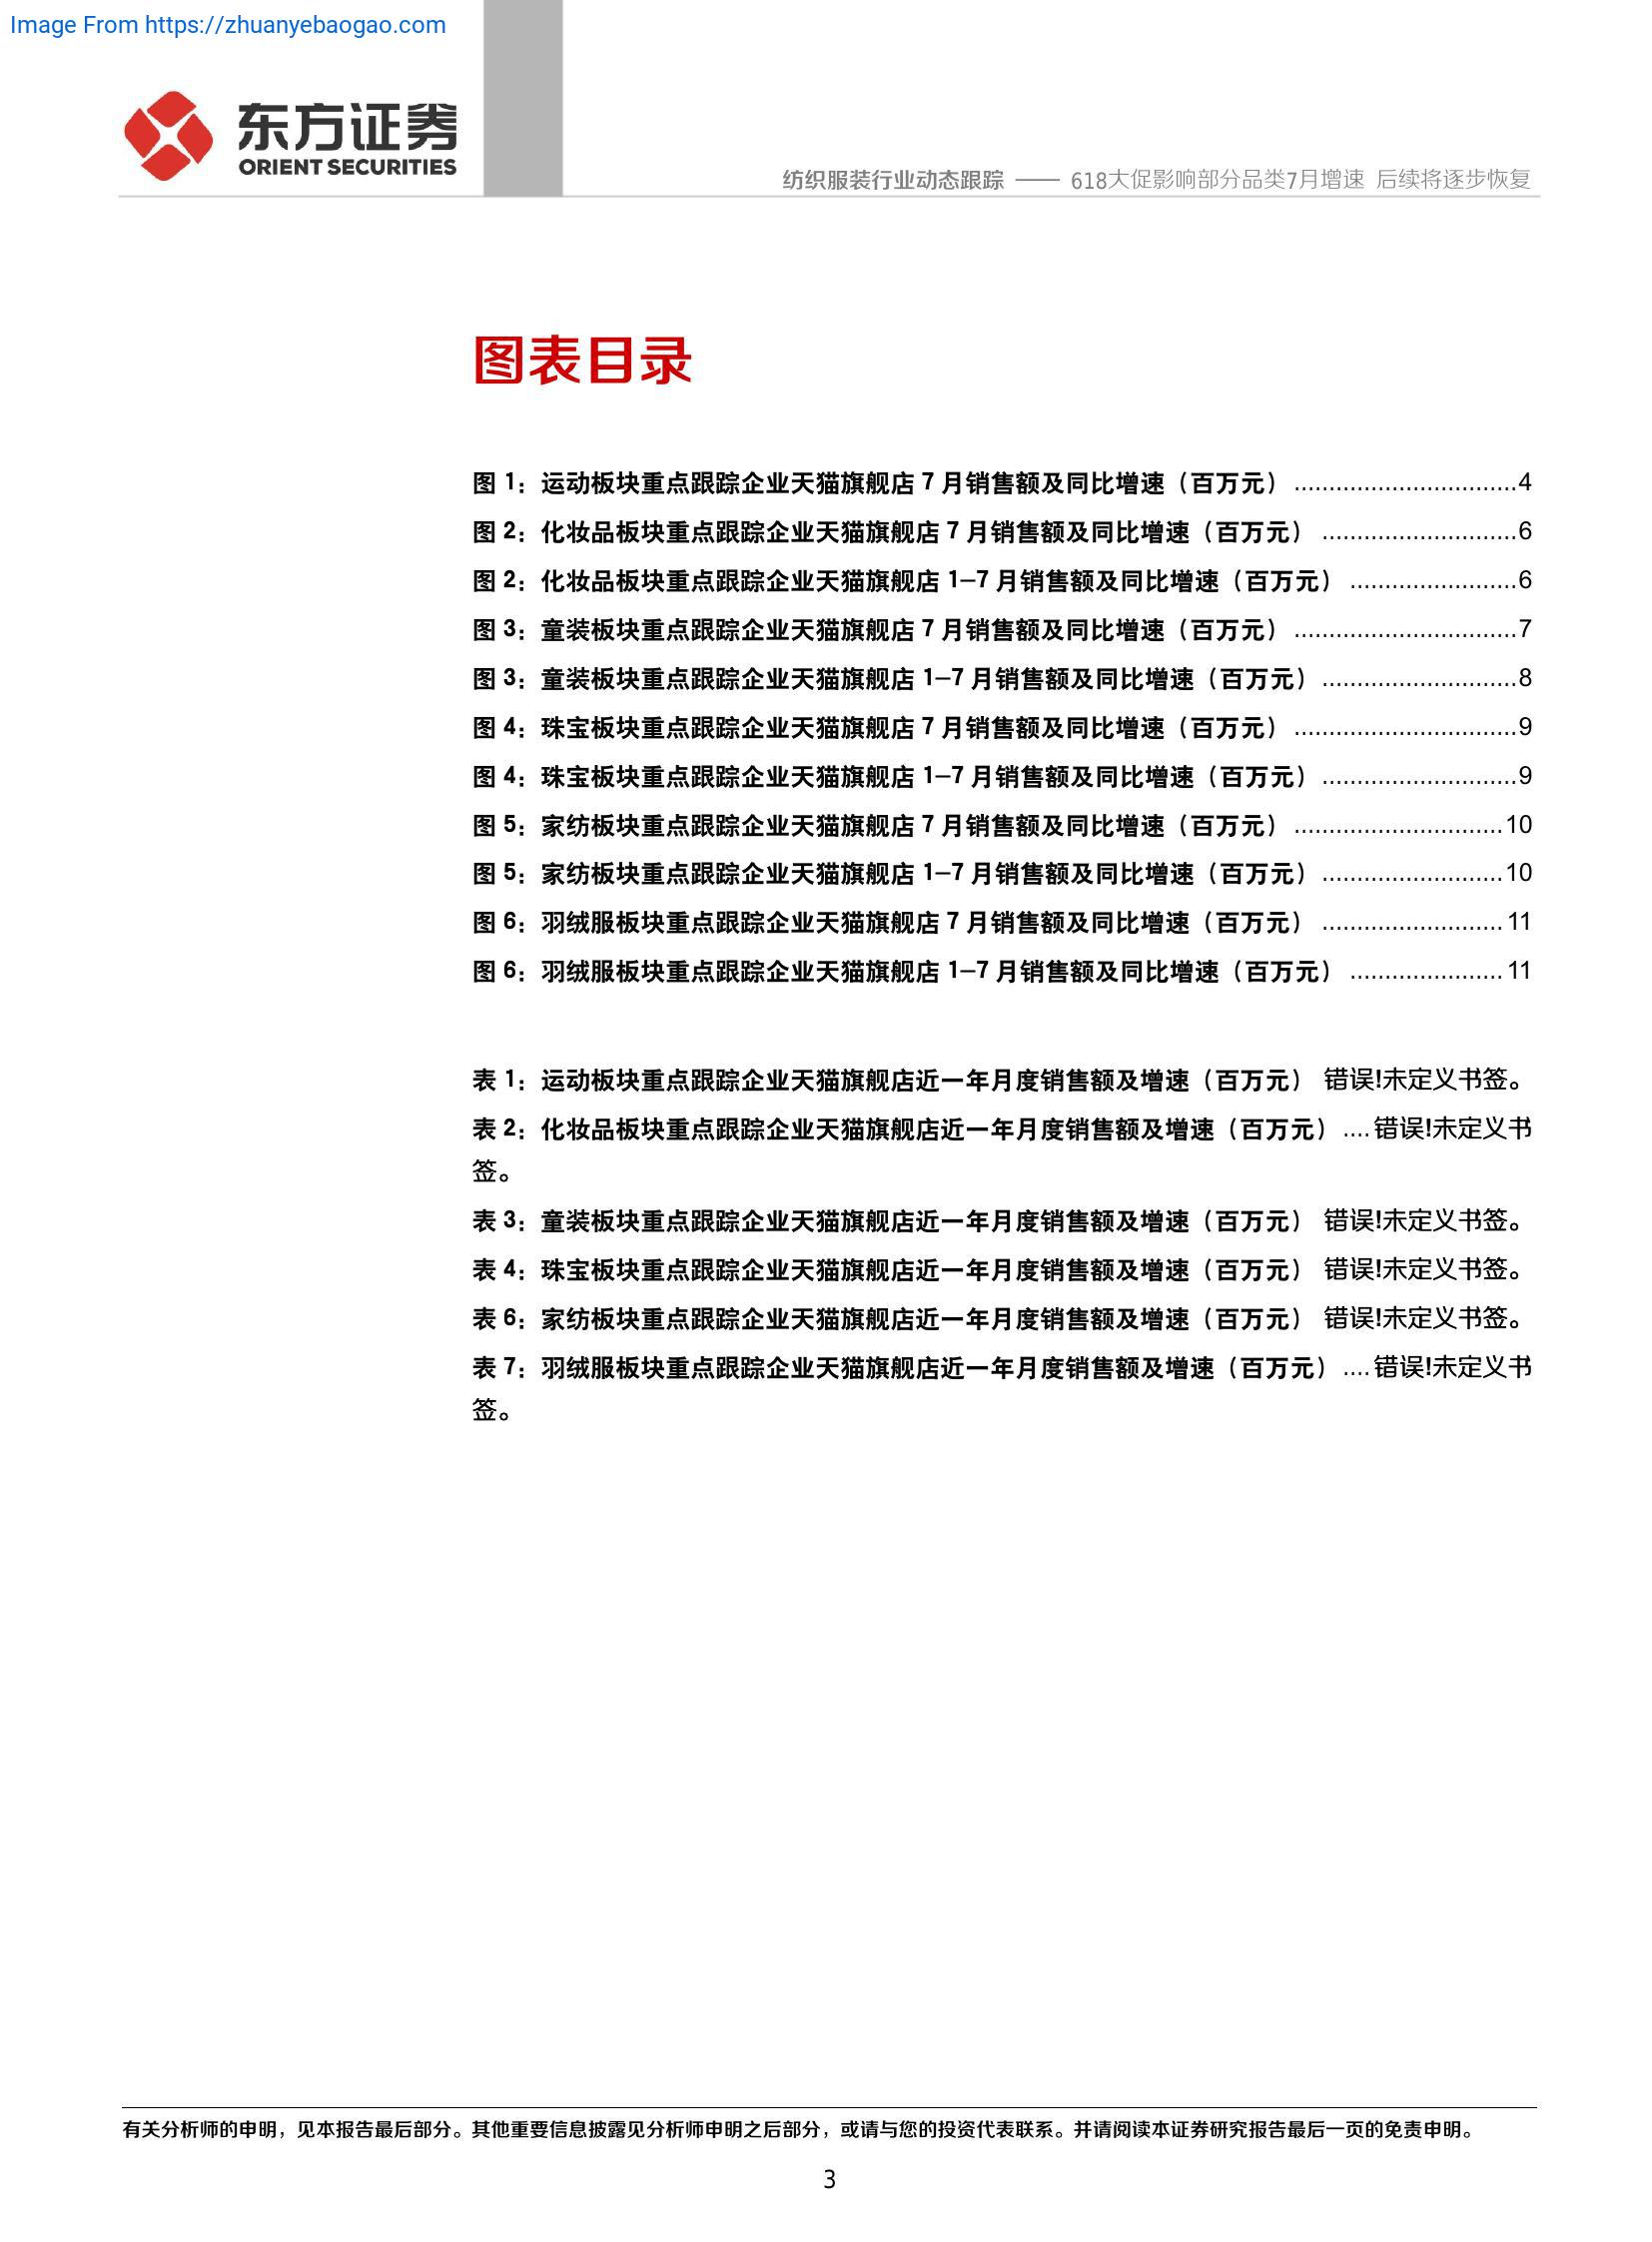 Image From https://zhuanyebaogao.com
东方证券
ORIENT SECURITIES
纺织服装行业动态跟踪 —— 618大促影响部分品类7月增速 后续将逐步恢复
图表目录
图 1：运动板块重点跟踪企业天猫旗舰店 7 月销售额及同比增速（百万元）................................4
图 2：化妆品板块重点跟踪企业天猫旗舰店 7 月销售额及同比增速（百万元）............................6
图 2：化妆品板块重点跟踪企业天猫旗舰店 1–7 月销售额及同比增速（百万元）........................6
图 3：童装板块重点跟踪企业天猫旗舰店 7 月销售额及同比增速（百万元）................................7
图 3：童装板块重点跟踪企业天猫旗舰店 1–7 月销售额及同比增速（百万元）............................8
图 4：珠宝板块重点跟踪企业天猫旗舰店 7 月销售额及同比增速（百万元）................................9
图 4：珠宝板块重点跟踪企业天猫旗舰店 1–7 月销售额及同比增速（百万元）............................9
图 5：家纺板块重点跟踪企业天猫旗舰店 7 月销售额及同比增速（百万元）..............................10
图 5：家纺板块重点跟踪企业天猫旗舰店 1–7 月销售额及同比增速（百万元）..........................10
图 6：羽绒服板块重点跟踪企业天猫旗舰店 7 月销售额及同比增速（百万元）..........................11
图 6：羽绒服板块重点跟踪企业天猫旗舰店 1–7 月销售额及同比增速（百万元）......................11
表 1：运动板块重点跟踪企业天猫旗舰店近一年月度销售额及增速（百万元） 错误!未定义书签。
表 2：化妆品板块重点跟踪企业天猫旗舰店近一年月度销售额及增速（百万元）....错误!未定义书
签。
表 3：童装板块重点跟踪企业天猫旗舰店近一年月度销售额及增速（百万元） 错误!未定义书签。
表 4：珠宝板块重点跟踪企业天猫旗舰店近一年月度销售额及增速（百万元） 错误!未定义书签。
表 6：家纺板块重点跟踪企业天猫旗舰店近一年月度销售额及增速（百万元） 错误!未定义书签。
表 7：羽绒服板块重点跟踪企业天猫旗舰店近一年月度销售额及增速（百万元）....错误!未定义书
签。
有关分析师的申明，见本报告最后部分。其他重要信息披露见分析师申明之后部分，或请与您的投资代表联系。并请阅读本证券研究报告最后一页的免责申明。
3